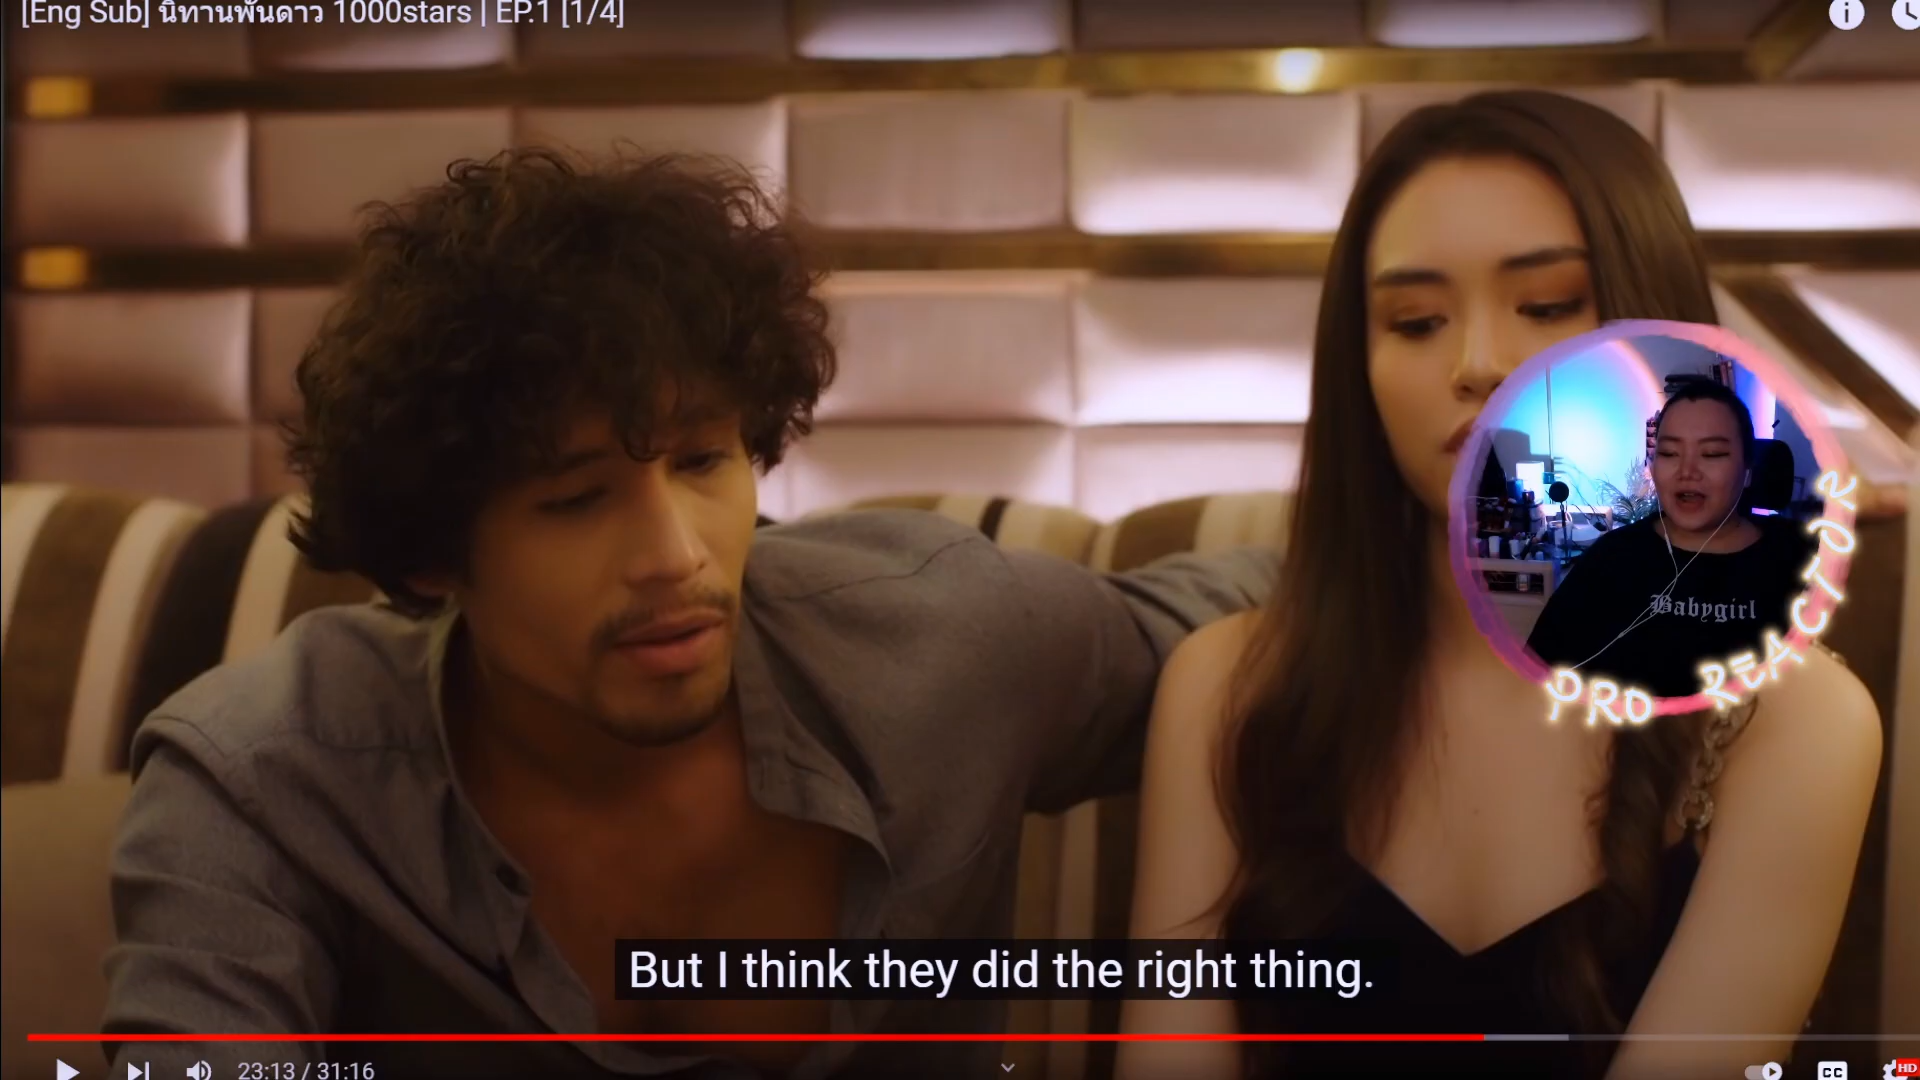 [Eng Sub] นิทานพันดาว 1000stars | EP.1 [1/4]
Babygirl
PRO REACTOR
But I think they did the right thing.
23:13 / 31:16
CC
HD